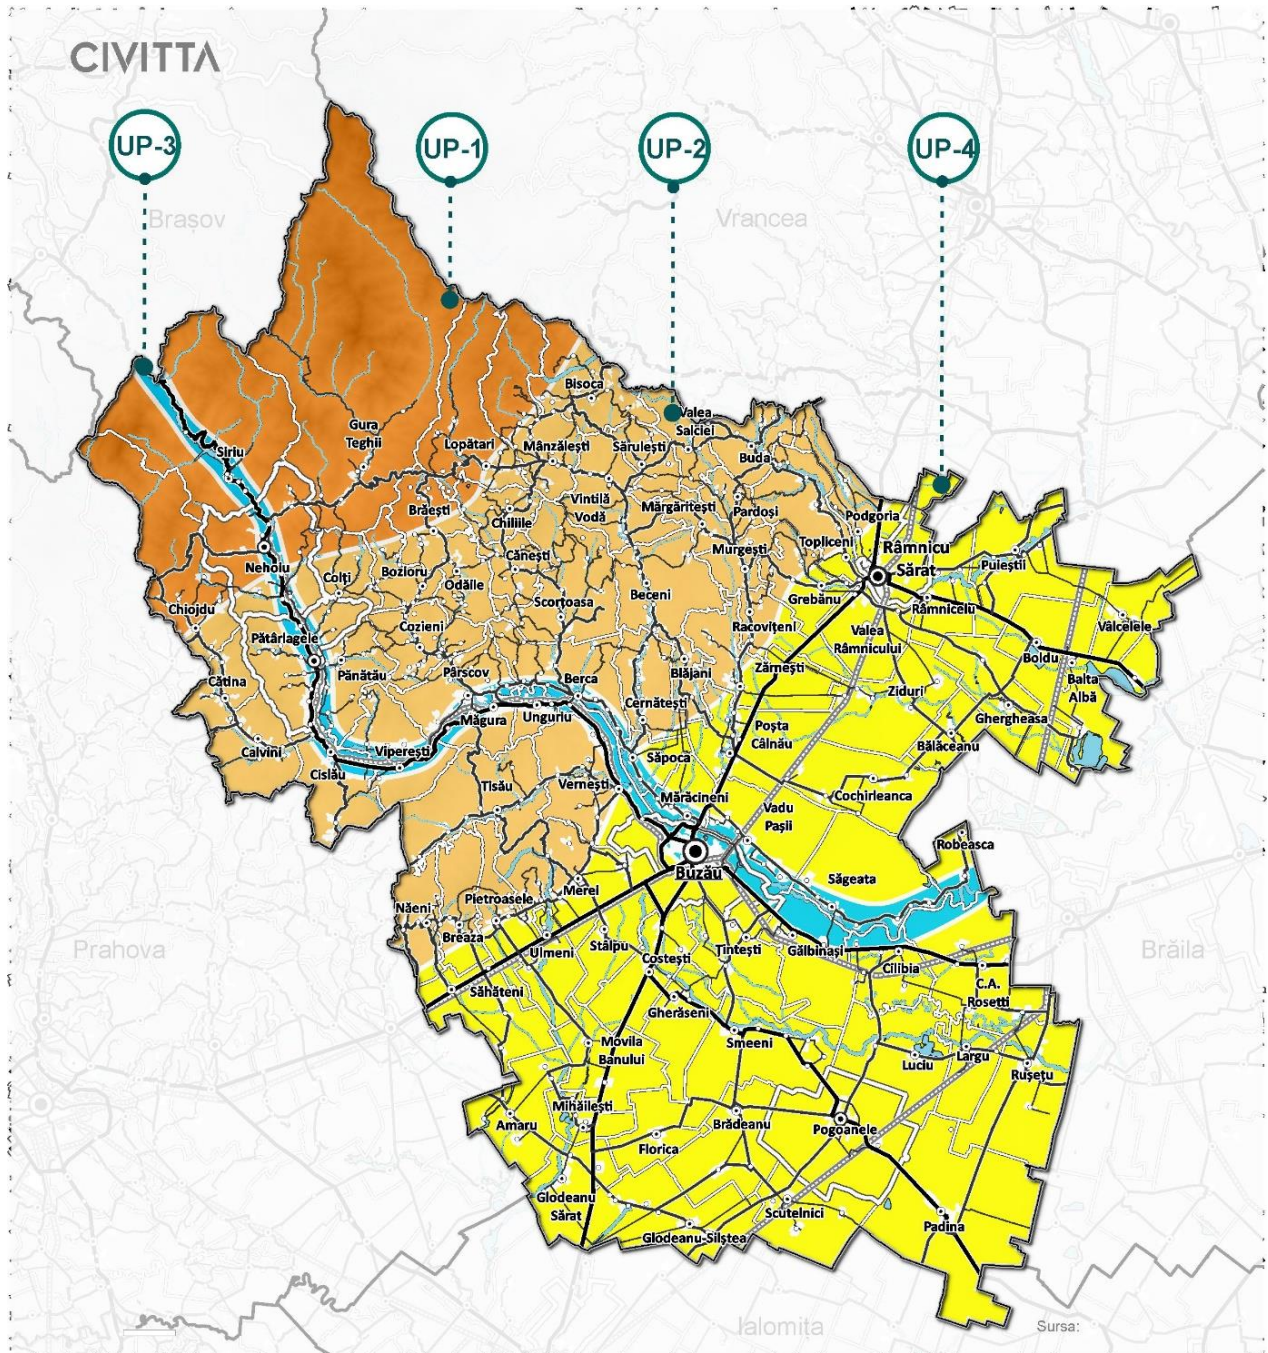 CIVITTA
UP-3
UP-1
UP-2
UP-4
Brașov
Vrancea
Bisoca
Valea
Salciei
Gura
Teghii
Siriu
Lopătari
Mânzălești
Sărulești
Buda
Brăești
Vintilă
Vodă
Mărgăritești
Pardoși
Chiliile
Podgoria
Topliceni
Râmnicu
Sărat
Murgești
Puieștii
Nehoiu
Colți
Bozioru
Odăile
Cănești
Chiojdu
Scorțoasa
Beceni
Grebănu
Râmnicelu
Vâlcelele
Cozieni
Racovițeni
Valea
Râmnicului
Pătârlagele
Boldu
Pănătău
Pârscov
Berca
Blăjani
Zărnești
Balta
Albă
Cătina
Ziduri
Cernătești
Măgura
Unguriu
Poșta
Câlnău
Ghergheasa
Calvini
Viperești
Săpoca
Bălăceanu
Cislău
Tisău
Vernești
Mărăcineni
Cochirleanca
Vadu
Pașii
Robeasca
Buzău
Săgeata
Merei
Pietroasele
Năeni
Breaza
Prahova
Ulmeni
Stâlpu
Costești
Țintești
Gălbinași
Brăila
Cilibia
C.A.
Rosetti
Săhăteni
Gherăseni
Movila
Banului
Smeeni
Luciu
Largu
Rușețu
Mihăilești
Amaru
Brădeanu
Pogoanele
Florica
Glodeanu
Sărat
Scutelnici
Padina
Glodeanu-Siliștea
Ialomița
Sursa: